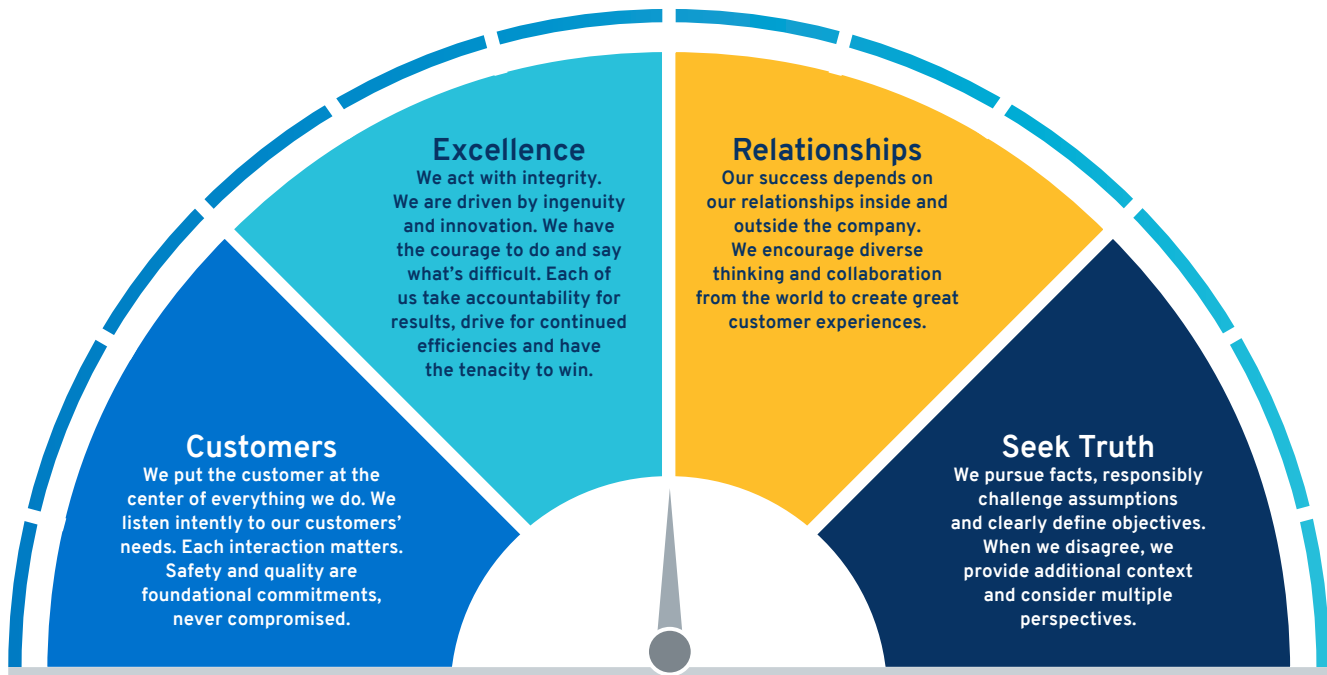 Excellence
We act with integrity.
We are driven by ingenuity
and innovation. We have
the courage to do and say
what's difficult. Each of
us take accountability for
results, drive for continued
efficiencies and have
the tenacity to win.
Relationships
Our success depends on
our relationships inside and
outside the company.
We encourage diverse
thinking and collaboration
from the world to create great
customer experiences.
Customers
We put the customer at the
center of everything we do. We
listen intently to our customers'
needs. Each interaction matters.
Safety and quality are
foundational commitments,
never compromised.
Seek Truth
We pursue facts, responsibly
challenge assumptions
and clearly define objectives.
When we disagree, we
provide additional context
and consider multiple
perspectives.